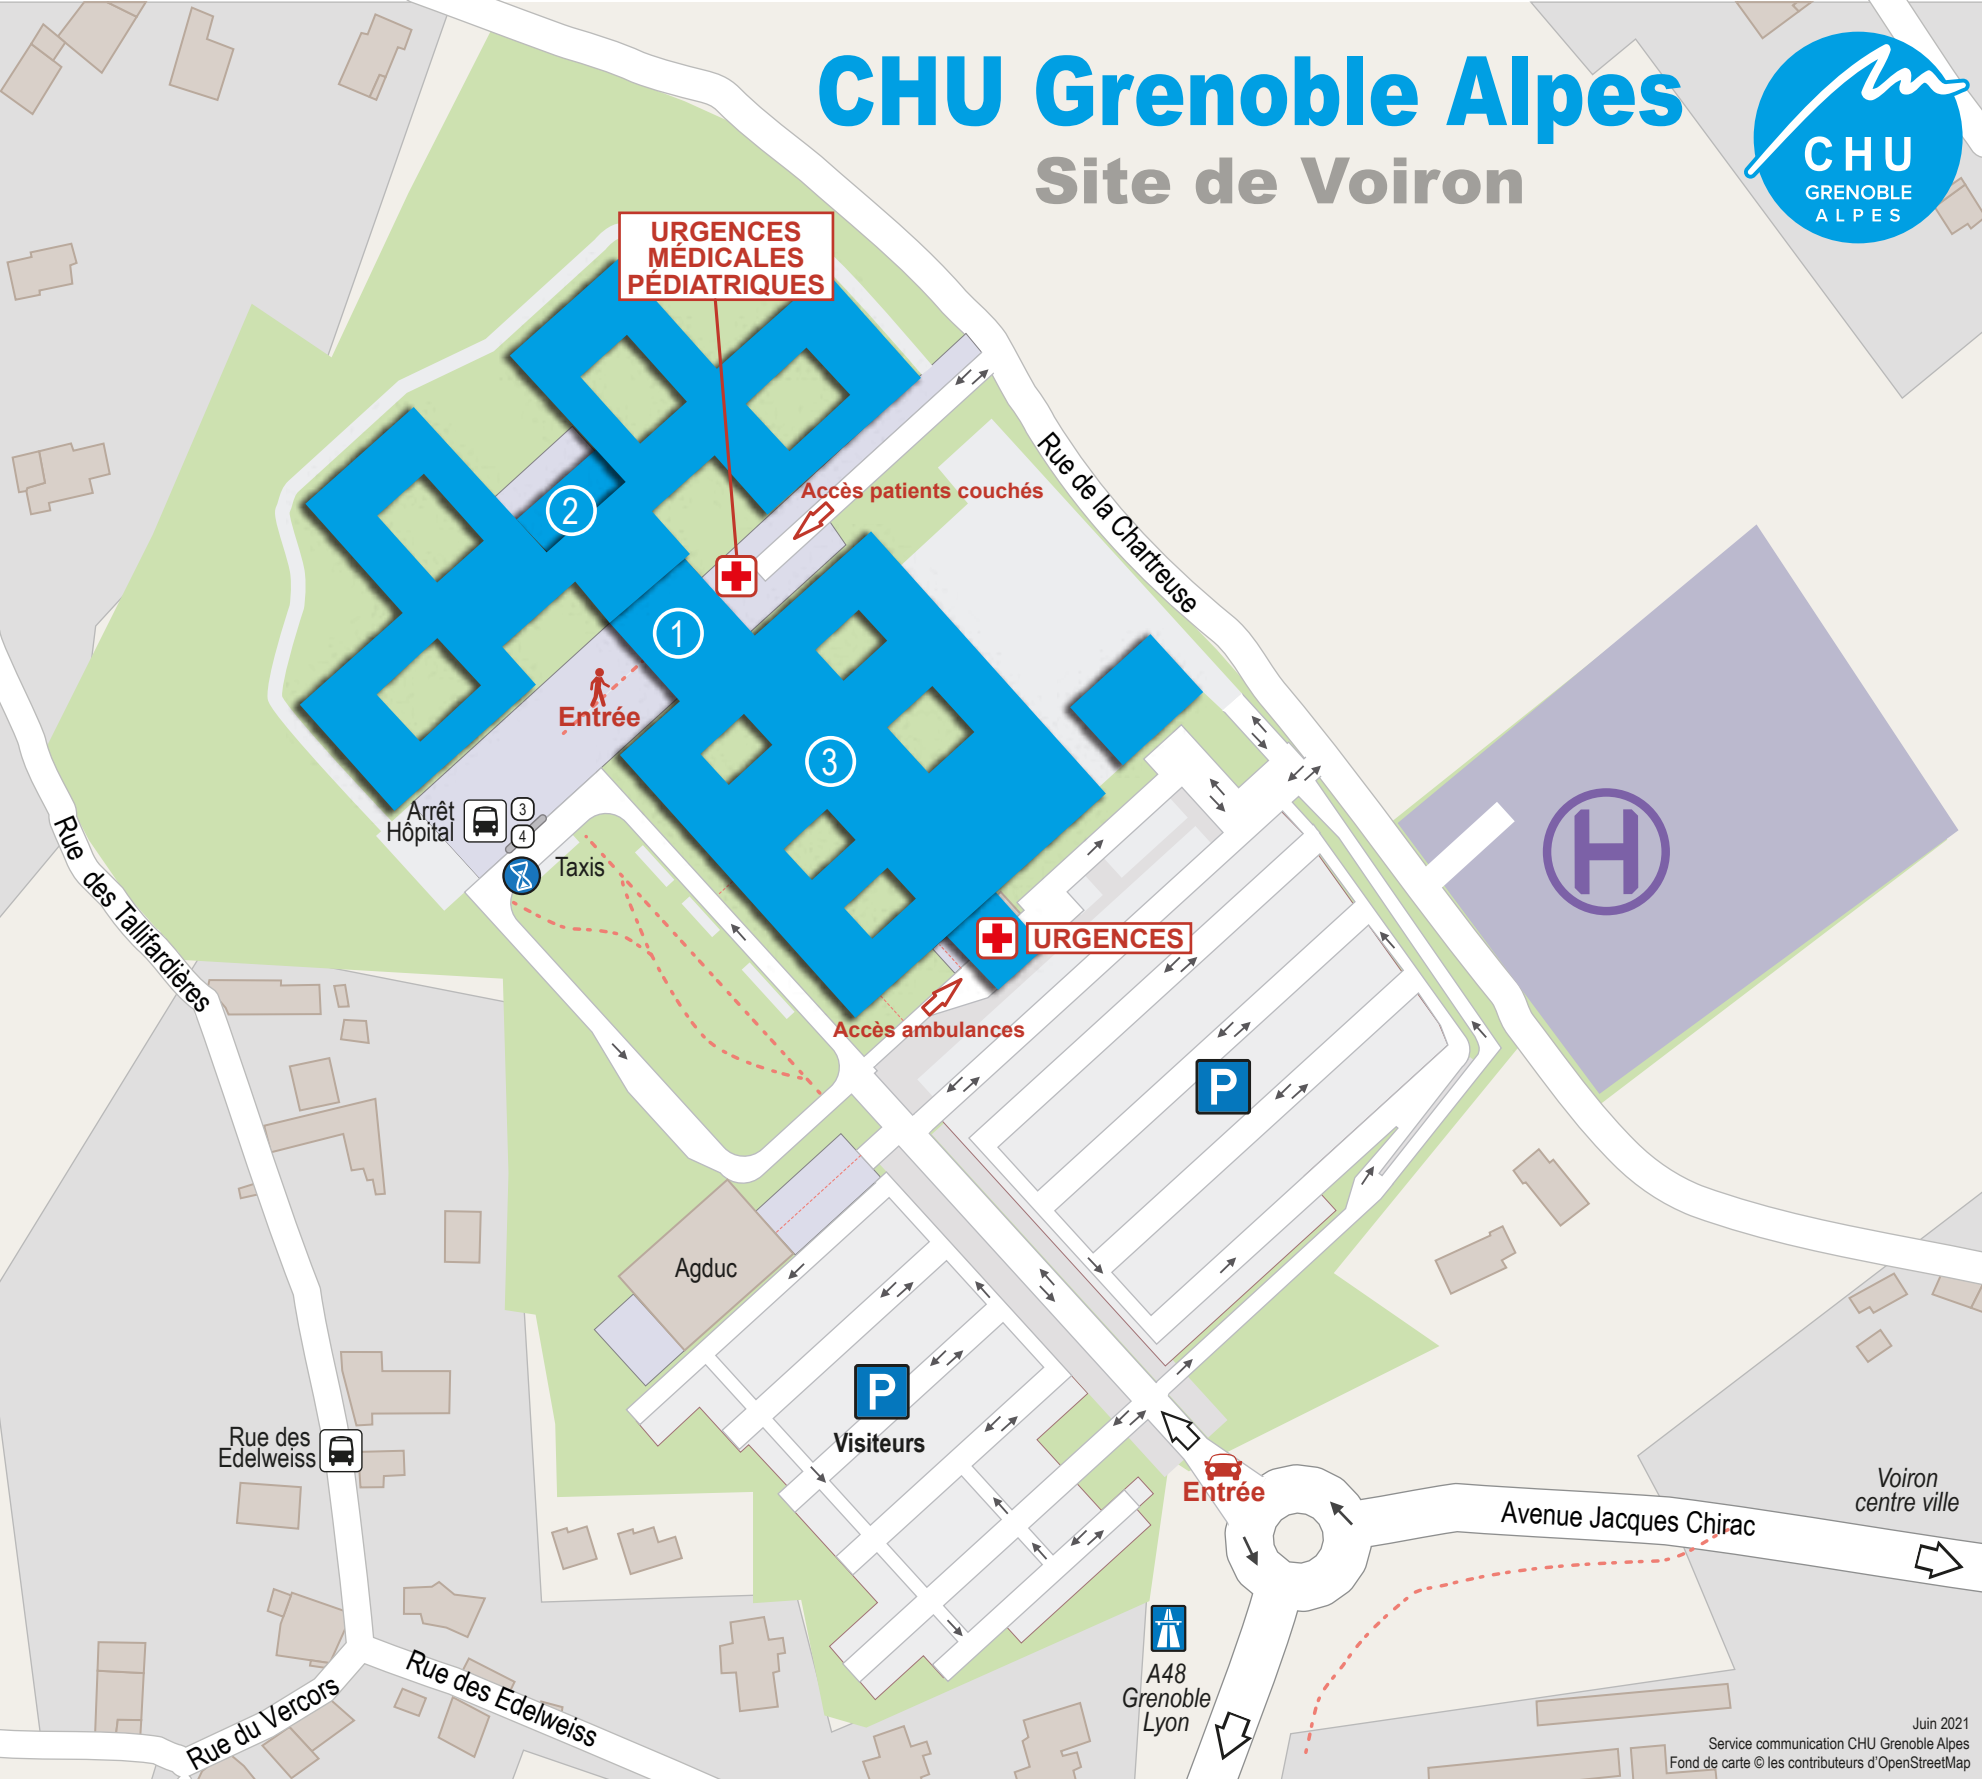 CHU Grenoble Alpes
Site de Voiron
CHU
GRENOBLE
ALPES
URGENCES
MÉDICALES
PÉDIATRIQUES
Rue de la Chartreuse
Accès patients couchés
2
1
3
Entrée
Arrêt
Hôpital
3
4
Taxis
H
URGENCES
Accès ambulances
Rue des Tallifardières
P
Agduc
P
Visiteurs
Rue des
Edelweiss
Entrée
Avenue Jacques Chirac
Voiron
centre ville
A48
Grenoble
Lyon
Rue des Edelweiss
Rue du Vercors
Juin 2021
Service communication CHU Grenoble Alpes
Fond de carte © les contributeurs d'OpenStreetMap